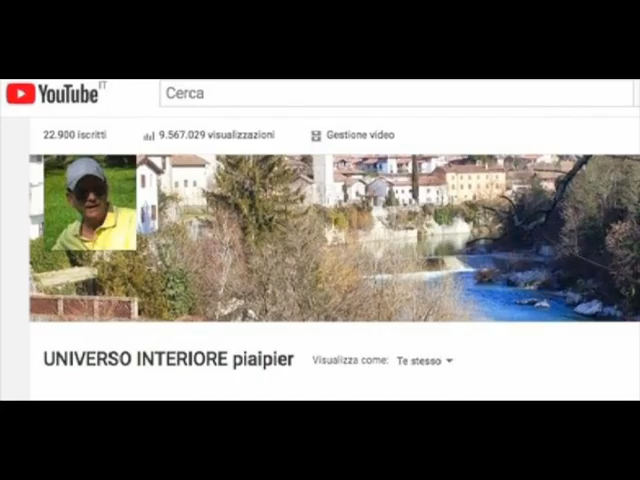 YouTube IT
Cerca
22.900 iscritti 9.567.029 visualizzazioni Gestione video
UNIVERSO INTERIORE piaipier Visualizza come: Te stesso